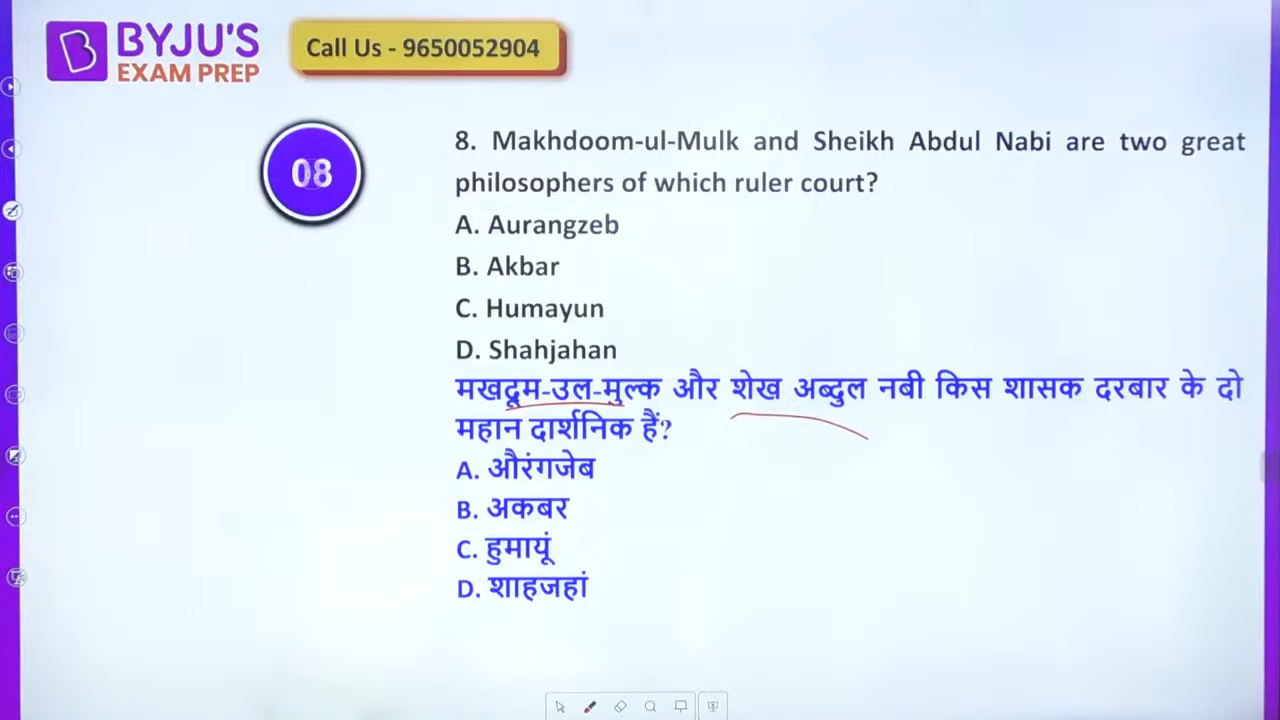 BYJU'S
EXAM PREP
Call Us - 9650052904
08
8. Makhdoom-ul-Mulk and Sheikh Abdul Nabi are two great
philosophers of which ruler court?
A. Aurangzeb
B. Akbar
C. Humayun
D. Shahjahan
मखदूम-उल-मुल्क और शेख अब्दुल नबी किस शासक दरबार के दो
महान दार्शनिक हैं?
A. औरंगजेब
B. अकबर
C. हुमायूं
D. शाहजहां